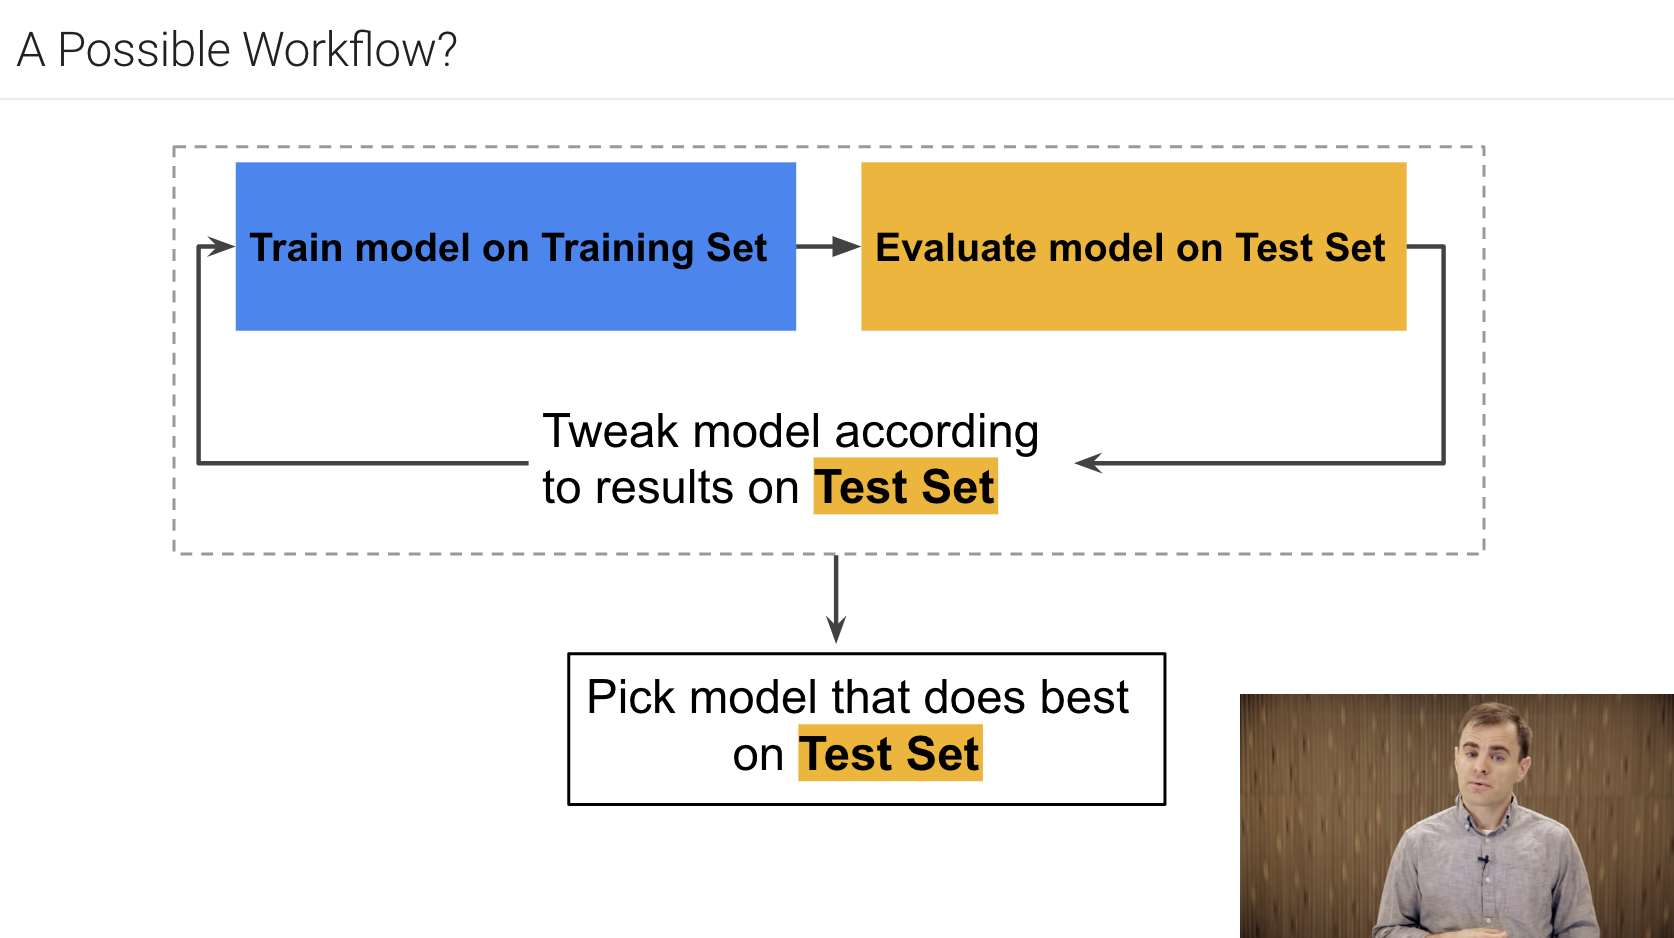 A Possible Workflow?
Train model on Training Set
Evaluate model on Test Set
Tweak model according
to results on Test Set
Pick model that does best
on Test Set